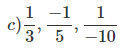 c) 1/3, -1/5, 1/-10